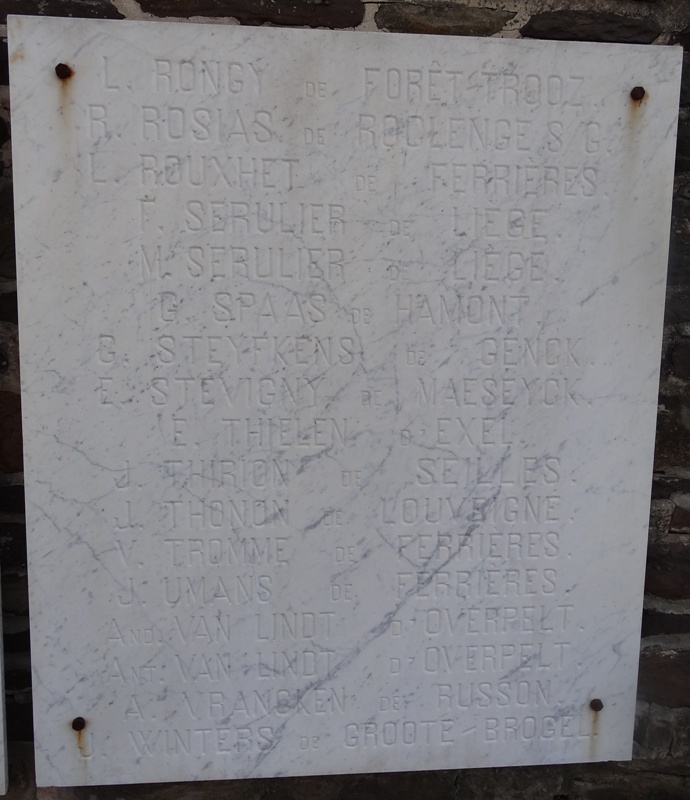 L. RONGY DE FORÊT-TROOZ.
R. ROSIAS DE ROCLENGE S/G.
L. ROUXHET DE FERRIÈRES.
F. SERULIER DE LIEGE.
M. SERULIER DE LIÈGE.
G. SPAAS DE HAMONT.
G. STEYFKENS DE GENCK.
E. STEVIGNY DE MAESEYCK.
E. THIELEN D'EXEL.
J. THIRION DE SEILLES.
J. THONON DE LOUVEIGNÉ.
V. TROMME DE FERRIÈRES.
J. UMANS DE FERRIÈRES.
AND. VAN LINDT D'OVERPELT.
ANT. VAN LINDT D'OVERPELT.
A. VRANCKEN DE RUSSON.
J. WINTERS DE GROOTE-BROGEL.